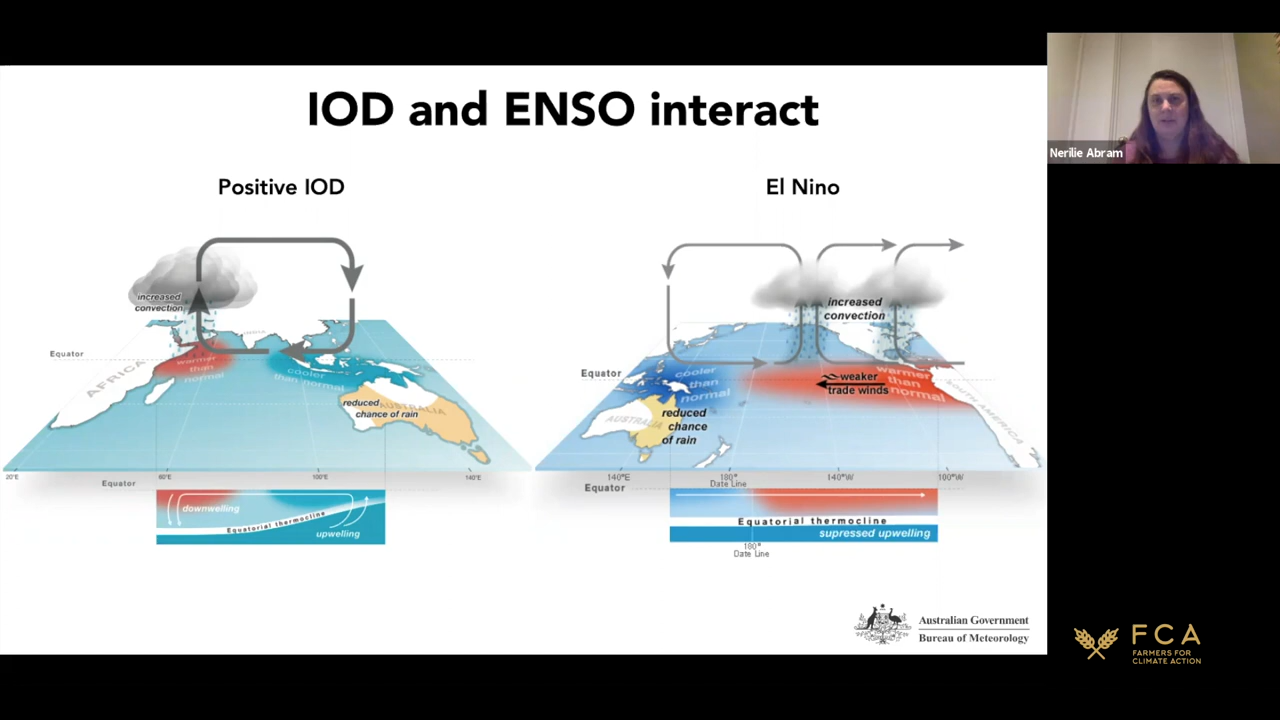 IOD and ENSO interact
Nerilie Abram
Positive IOD
El Nino
increased
convection
INDIA
Equator
AFRICA
warmer
than
normal
cooler
than normal
reduced
chance of rain
AUSTRALIA
20°E
60°E
100°E
140°E
Equator
downwelling
Equatorial thermocline
upwelling
increased
convection
Equator
cooler
than
normal
weaker
trade winds
warmer
than
normal
AUSTRALIA
reduced
chance
of rain
SOUTH AMERICA
140°E
180°
Date Line
140°W
100°W
Equator
Equatorial thermocline
supressed upwelling
180°
Date Line
Australian Government
Bureau of Meteorology
FCA
FARMERS FOR
CLIMATE ACTION